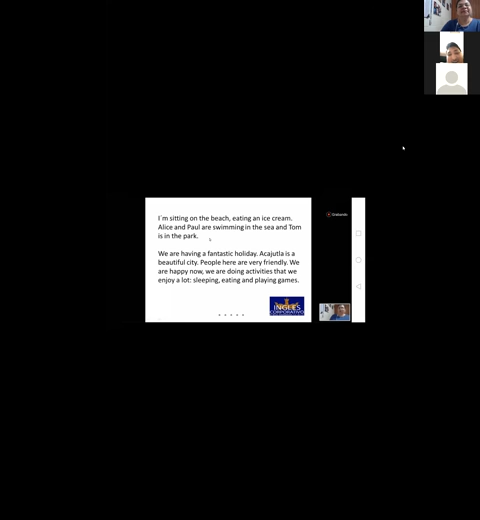 I´m sitting on the beach, eating an ice cream.
Alice and Paul are swimming in the sea and Tom
is in the park.
We are having a fantastic holiday. Acajutla is a
beautiful city. People here are very friendly. We
are happy now, we are doing activities that we
enjoy a lot: sleeping, eating and playing games.
Grabando
INGLÉS
CORPORATIVO